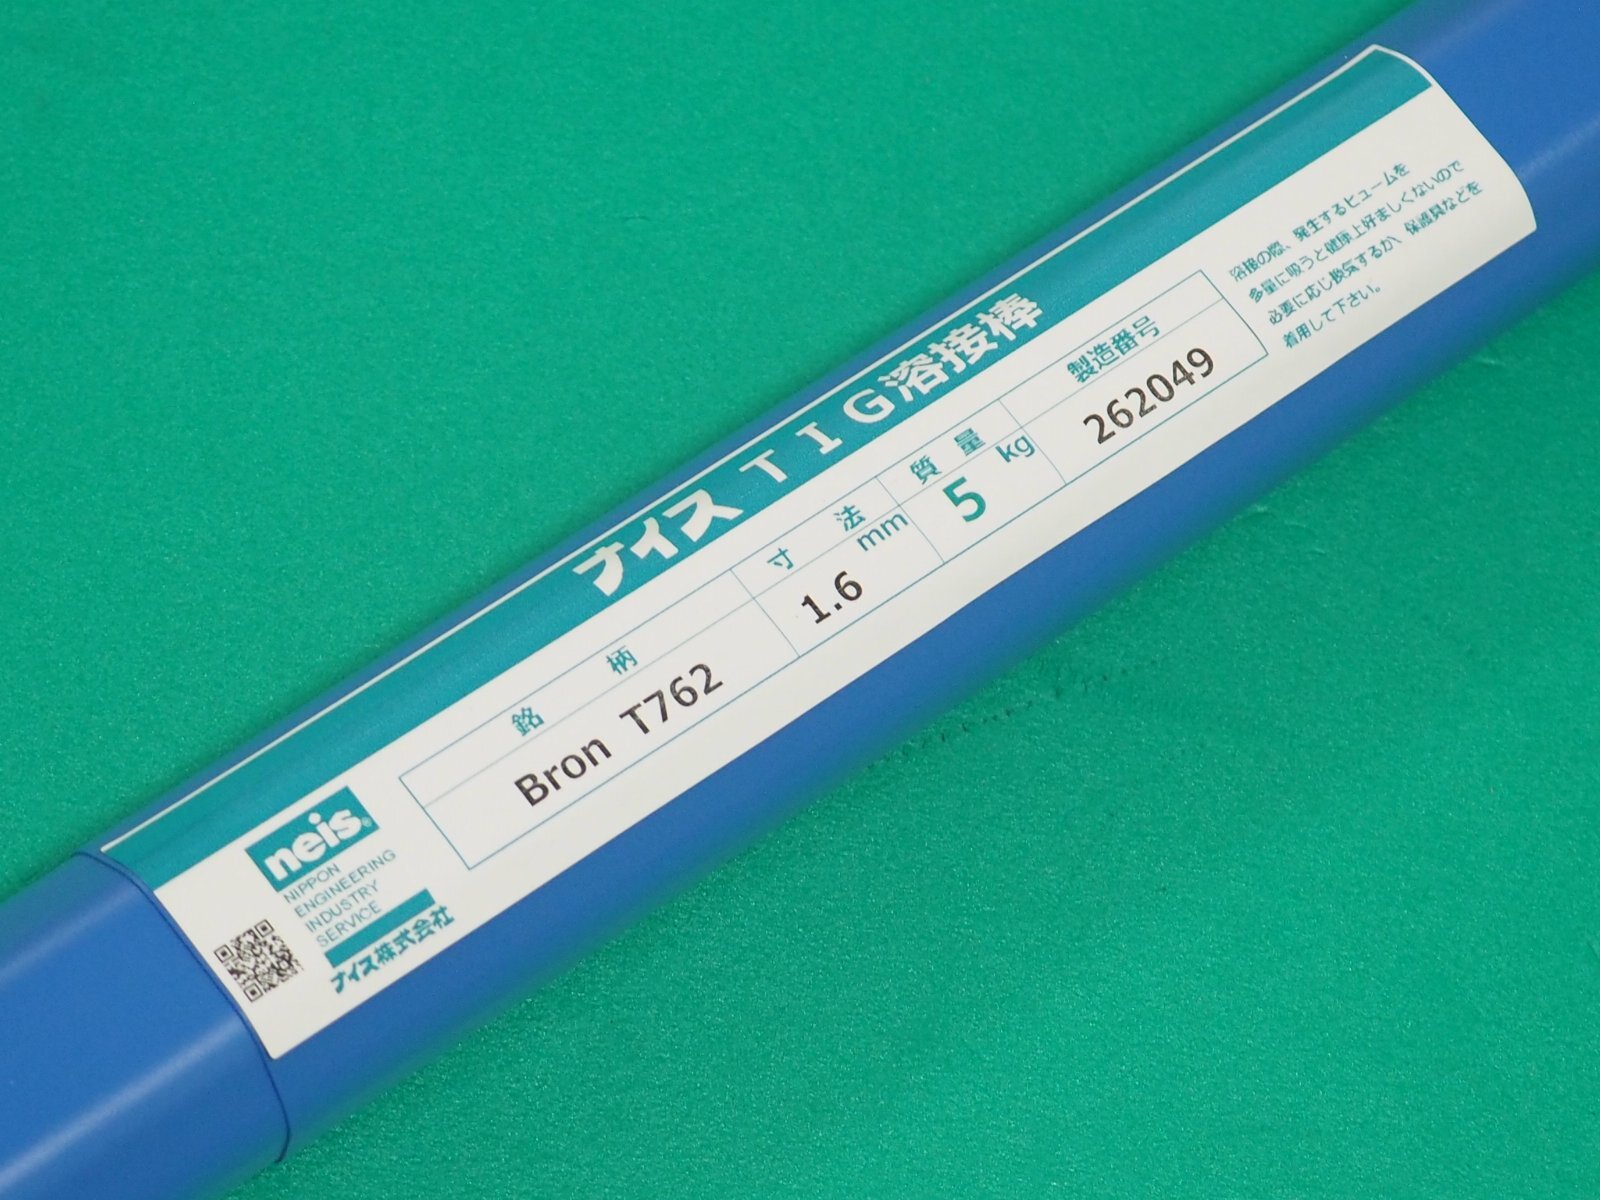 ナイス TIG溶接棒
銘柄 寸法 質量 製造番号
Bron T762 1.6 mm 5 kg 262049
溶接の際、発生するヒュームを
多量に吸うと健康上好ましくないので
必要に応じ換気するか、保護具などを
着用して下さい。
neis®
NIPPON
ENGINEERING
INDUSTRY
SERVICE
ナイス株式会社